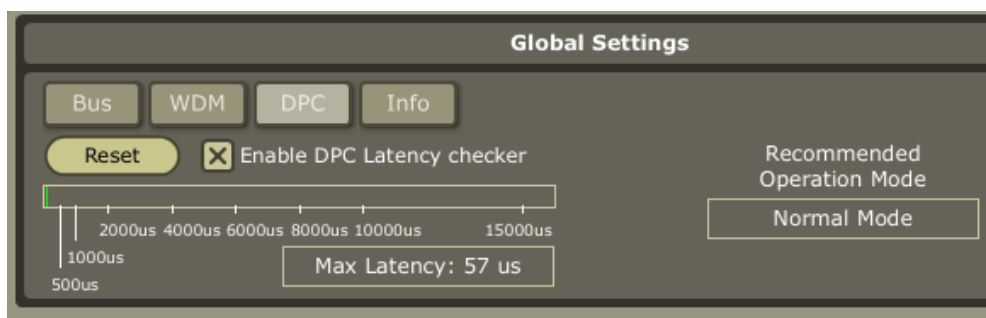 Global Settings
Bus WDM DPC Info
Reset Enable DPC Latency checker
Recommended
Operation Mode
Normal Mode
2000us 4000us 6000us 8000us 10000us 15000us
1000us
500us
Max Latency: 57 us